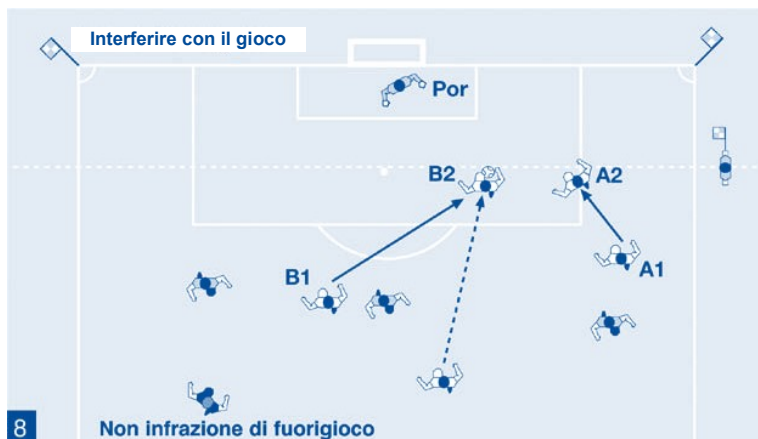 Interferire con il gioco
Por
B2
A2
B1
A1
8
Non infrazione di fuorigioco